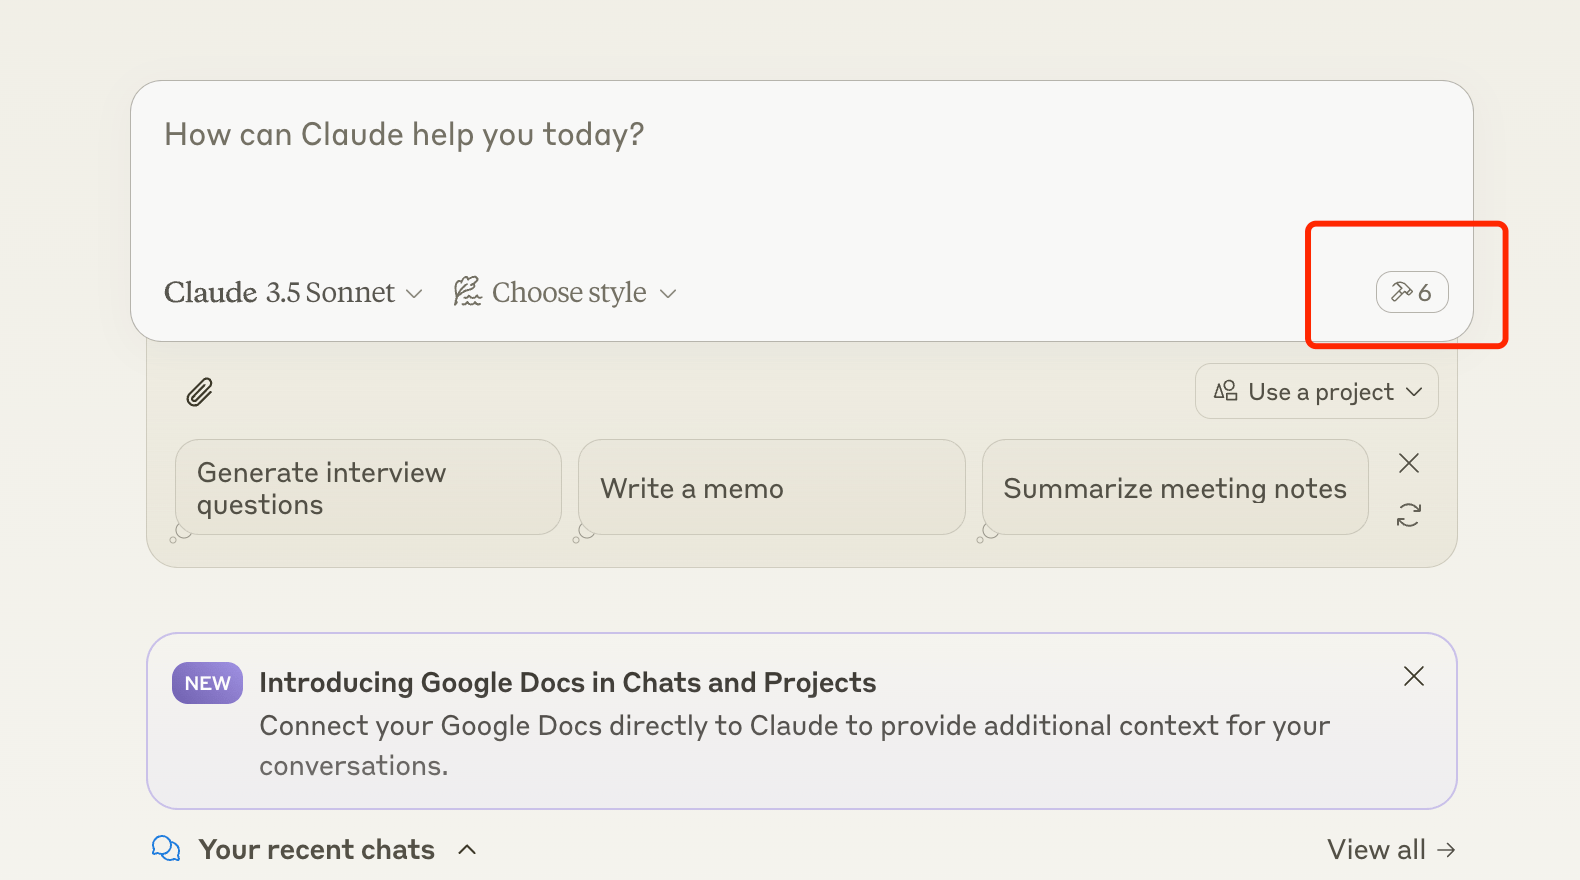 How can Claude help you today?
Claude 3.5 Sonnet
Choose style
6
Use a project
Generate interview
questions
Write a memo
Summarize meeting notes
NEW
Introducing Google Docs in Chats and Projects
Connect your Google Docs directly to Claude to provide additional context for your
conversations.
Your recent chats
View all →